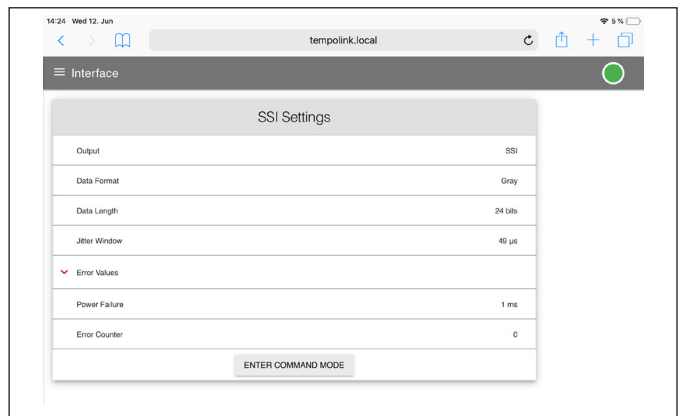 14:24 Wed 12. Jun 5 %
tempolink.local
Interface
SSI Settings
Output SSI
Data Format Gray
Data Length 24 bits
Jitter Window 49 µs
Error Values
Power Failure 1 ms
Error Counter 0
ENTER COMMAND MODE